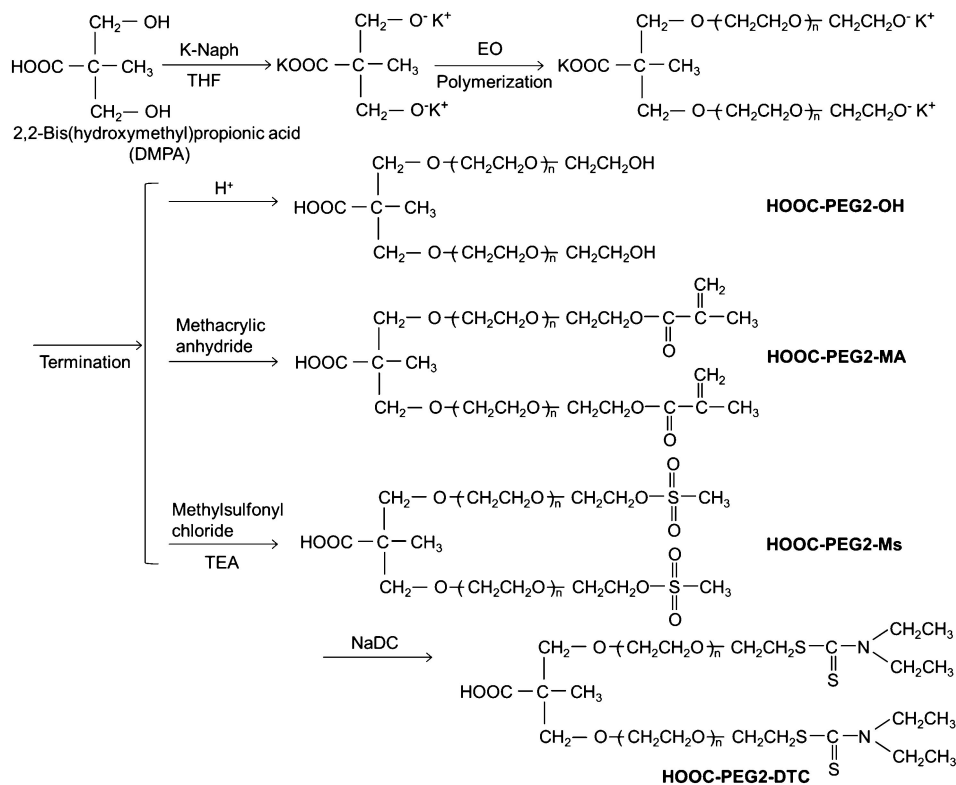 CH₂— OH
HOOC—C—CH₃
CH₂— OH
2,2-Bis(hydroxymethyl)propionic acid
(DMPA)
K-Naph
THF
CH₂— O⁻ K⁺
KOOC—C—CH₃
CH₂— O⁻K⁺
EO
Polymerization
CH₂— O-(CH₂CH₂O)n— CH₂CH₂O⁻ K⁺
KOOC—C—CH₃
CH₂— O-(CH₂CH₂O)n— CH₂CH₂O⁻ K⁺
Termination
H⁺
CH₂— O-(CH₂CH₂O)n— CH₂CH₂OH
HOOC—C—CH₃
CH₂— O-(CH₂CH₂O)n— CH₂CH₂OH
HOOC-PEG2-OH
Methacrylic
anhydride
CH₂
CH₂— O-(CH₂CH₂O)n— CH₂CH₂O—C—C—CH₃
O
HOOC—C—CH₃
CH₂
CH₂— O-(CH₂CH₂O)n— CH₂CH₂O—C—C—CH₃
O
HOOC-PEG2-MA
Methylsulfonyl
chloride
TEA
O
CH₂— O-(CH₂CH₂O)n— CH₂CH₂O—S—CH₃
O
HOOC—C—CH₃
O
CH₂— O-(CH₂CH₂O)n— CH₂CH₂O—S—CH₃
O
HOOC-PEG2-Ms
NaDC
CH₂CH₃
CH₂— O-(CH₂CH₂O)n— CH₂CH₂S—C—N
CH₂CH₃
S
HOOC—C—CH₃
CH₂CH₃
CH₂— O-(CH₂CH₂O)n— CH₂CH₂S—C—N
CH₂CH₃
S
HOOC-PEG2-DTC